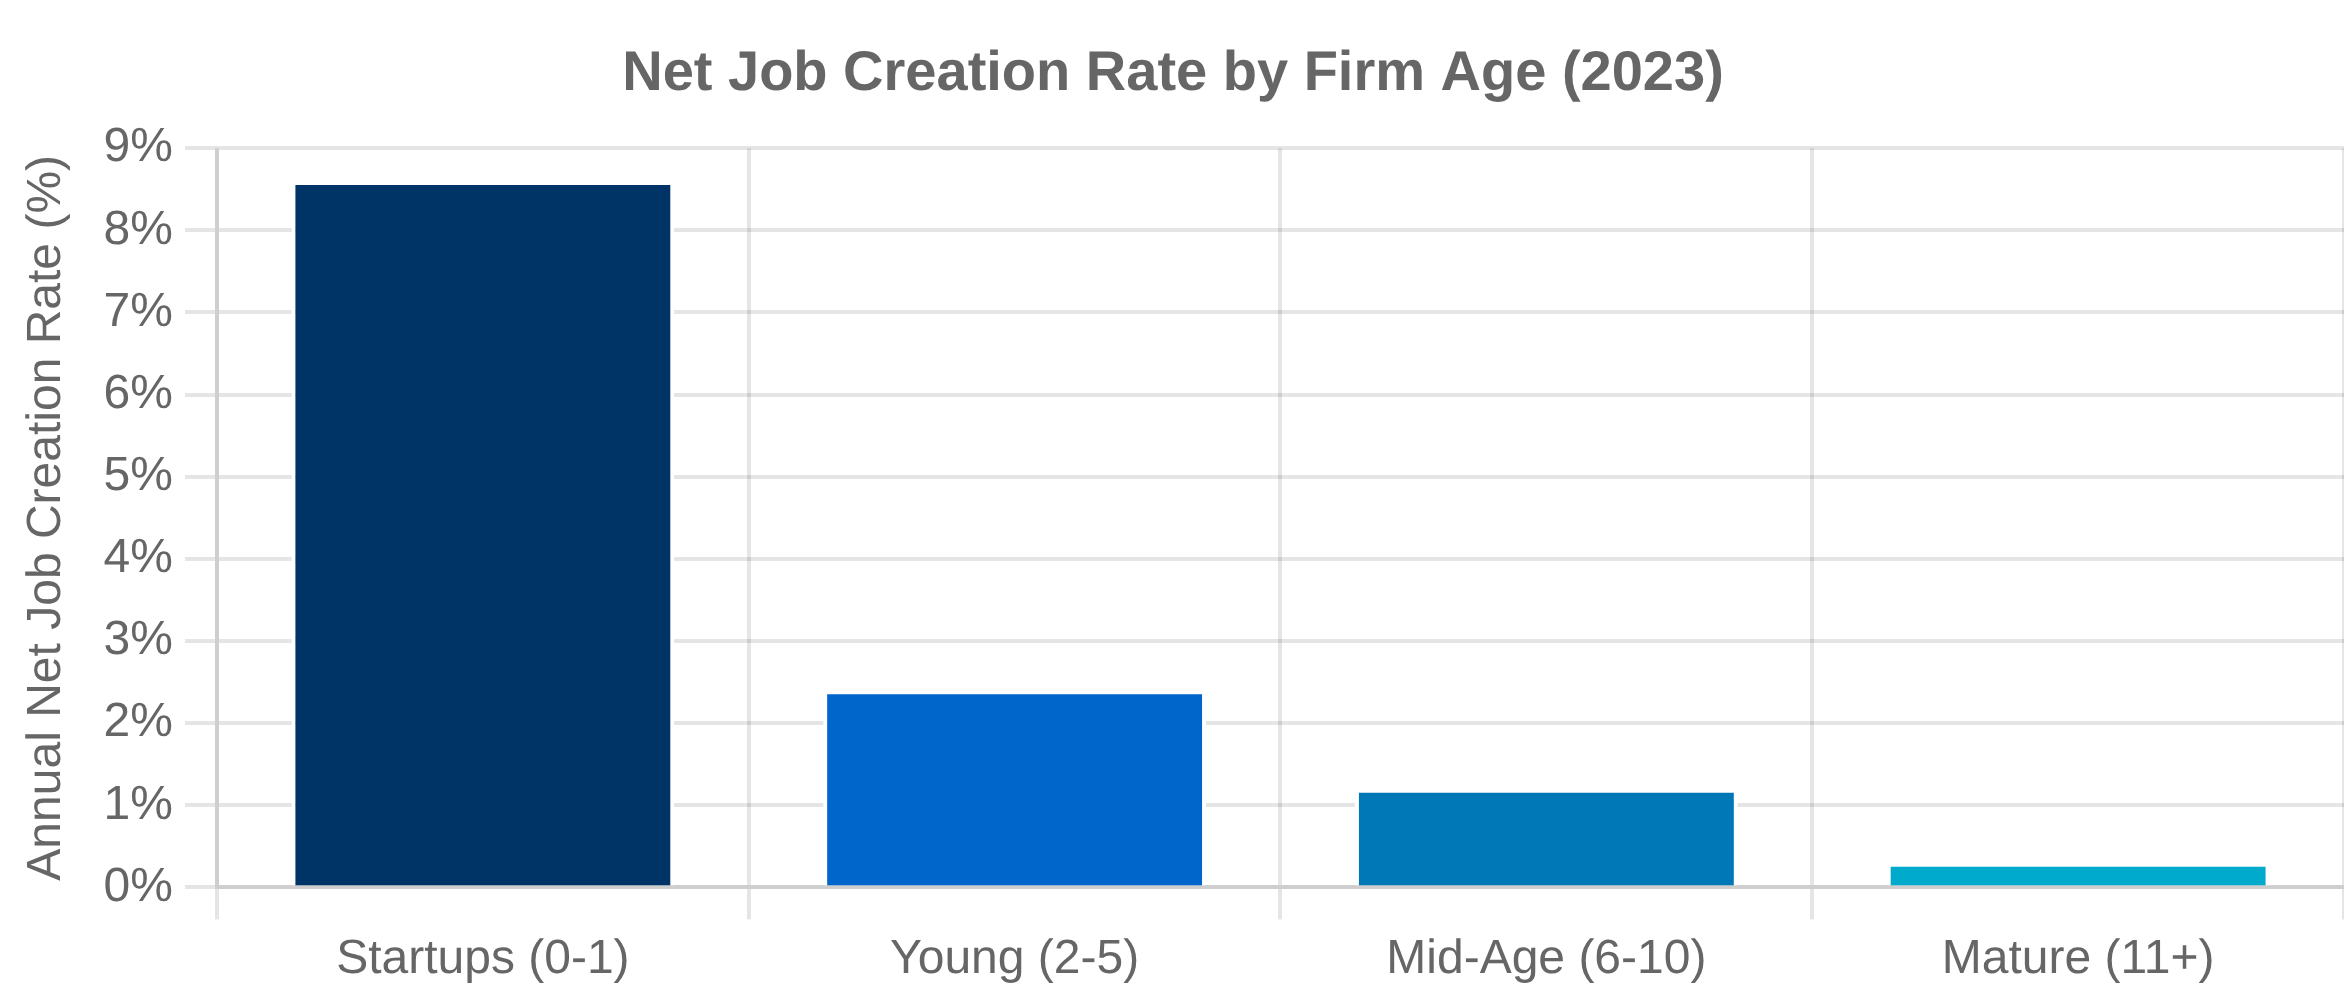 Net Job Creation Rate by Firm Age (2023)
Annual Net Job Creation Rate (%)
9%
8%
7%
6%
5%
4%
3%
2%
1%
0%
Startups (0-1)
Young (2-5)
Mid-Age (6-10)
Mature (11+)